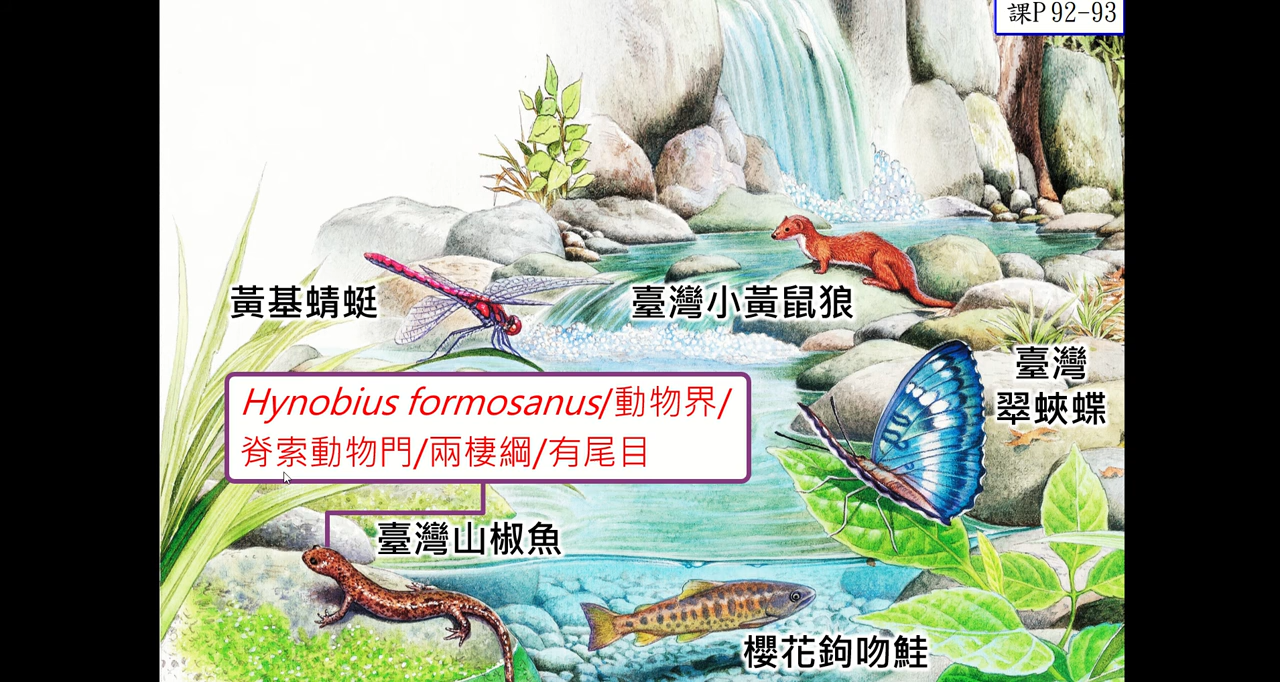 課P 92-93
黃基蜻蜓
臺灣小黃鼠狼
臺灣
翠蛺蝶
Hynobius formosanus/動物界/
脊索動物門/兩棲綱/有尾目
臺灣山椒魚
櫻花鉤吻鮭